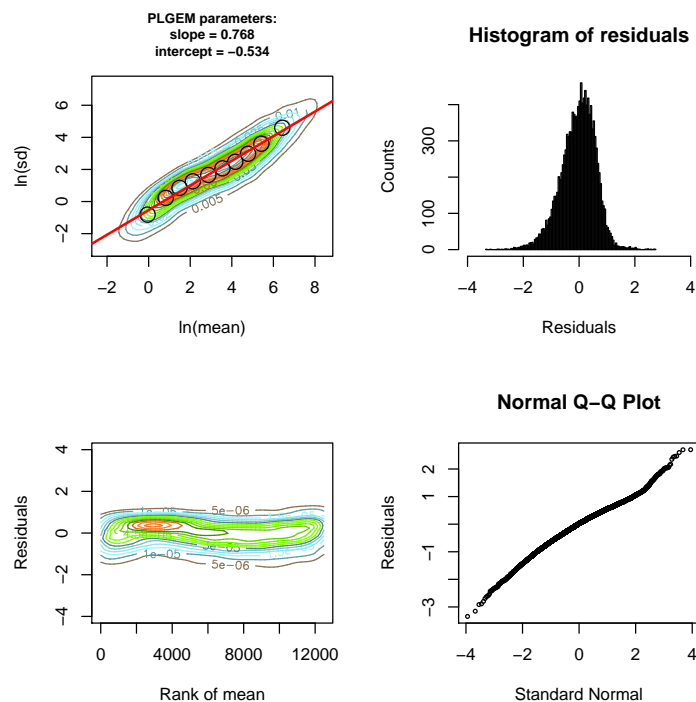 PLGEM parameters:
slope = 0.768
intercept = −0.534
ln(sd)
6
4
2
0
−2
0.01
0.005
−2 0 2 4 6 8
ln(mean)
Histogram of residuals
Counts
300
100
0
−4 −2 0 2 4
Residuals
Residuals
4
2
0
−2
−4
5e−06
1e−05
5e−06
0 4000 8000 12000
Rank of mean
Normal Q−Q Plot
Residuals
2
1
−1
−3
−4 −2 0 2 4
Standard Normal